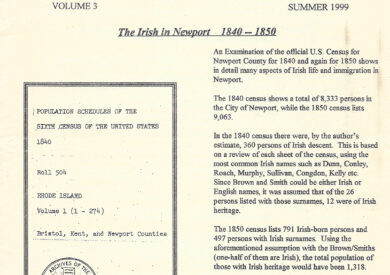 VOLUME 3
SUMMER 1999
The Irish in Newport 1840 -- 1850
An Examination of the official U.S. Census for
Newport County for 1840 and again for 1850 shows
in detail many aspects of Irish life and immigration in
Newport.
The 1840 census shows a total of 8,333 persons in
the City of Newport, while the 1850 census lists
9,063.
In the 1840 census there were, by the author's
estimate, 360 persons of Irish descent. This is based
on a review of each sheet of the census, using the
most common Irish names such as Dunn, Conley,
Roach, Murphy, Sullivan, Congdon, Kelly etc.
Since Brown and Smith could be either Irish or
English names, it was assumed that of the 26
persons listed with those surnames, 12 were of Irish
heritage.
The 1850 census lists 791 Irish-born persons and
497 persons with Irish surnames. Using the
aforementioned assumption with the Brown/Smiths
(one-half of them are Irish), the total population of
those with Irish heritage would have been 1,318.
POPULATION SCHEDULES OF THE
SIXTH CENSUS OF THE UNITED STATES
1840
Roll 504
RHODE ISLAND
Volume 1 (1 - 274)
Bristol, Kent, and Newport Counties
ARCHIVES OF